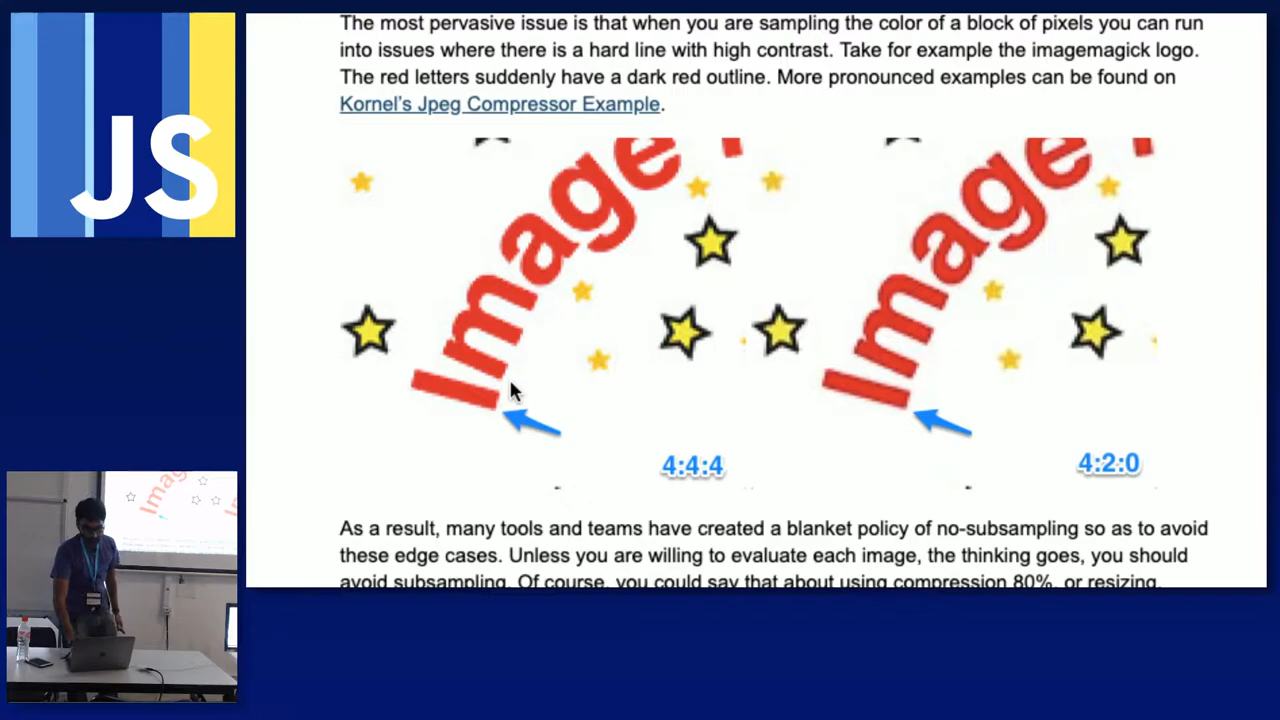 JS
The most pervasive issue is that when you are sampling the color of a block of pixels you can run
into issues where there is a hard line with high contrast. Take for example the imagemagick logo.
The red letters suddenly have a dark red outline. More pronounced examples can be found on
Kornel's Jpeg Compressor Example.
Image
Image
4:4:4
4:2:0
As a result, many tools and teams have created a blanket policy of no-subsampling so as to avoid
these edge cases. Unless you are willing to evaluate each image, the thinking goes, you should
avoid subsampling. Of course, you could say that about using compression 80%, or resizing,
Imag